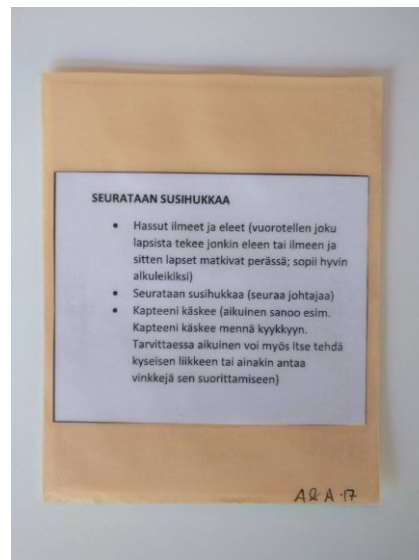 SEURATAAN SUSIHUKKAA
• Hassut ilmeet ja eleet (vuorotellen joku
lapsista tekee jonkin eleen tai ilmeen ja
sitten lapset matkivat perässä; sopii hyvin
alkuleikiksi)
• Seurataan susihukkaa (seuraa johtajaa)
• Kapteeni käskee (aikuinen sanoo esim.
Kapteeni käskee mennä kyykkyyn.
Tarvittaessa aikuinen voi myös itse tehdä
kyseisen liikkeen tai ainakin antaa
vinkkejä sen suorittamiseen)
A & A -17